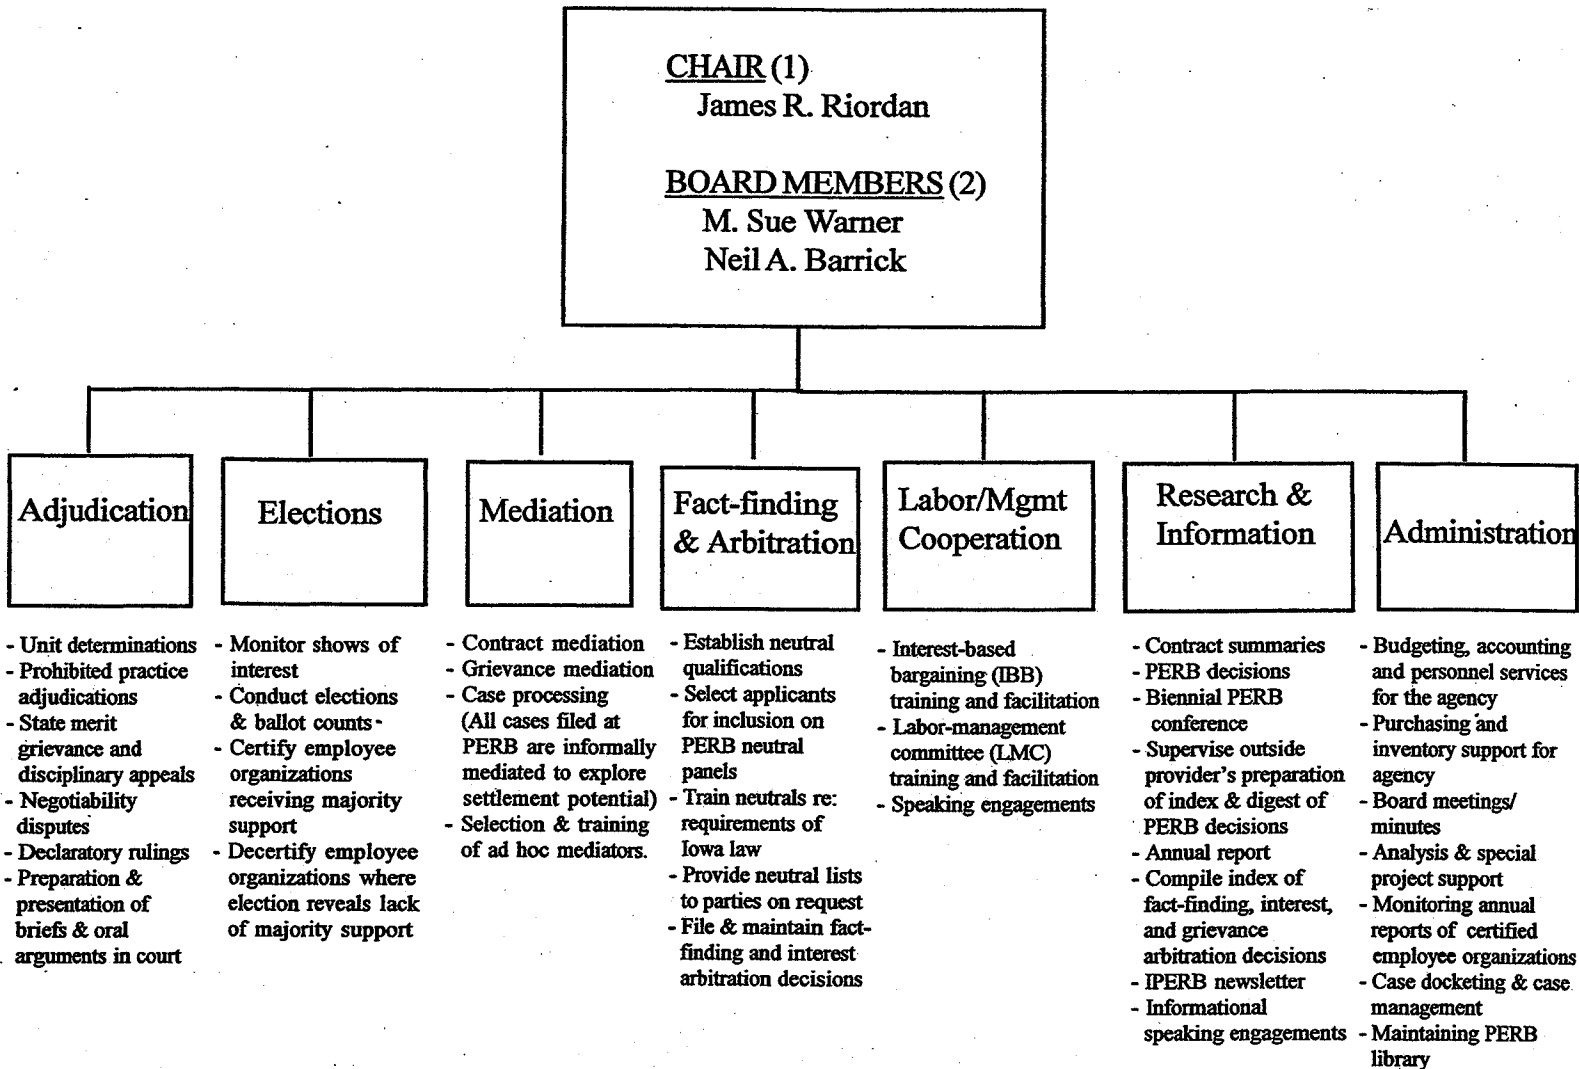 CHAIR (1)
James R. Riordan
BOARD MEMBERS (2)
M. Sue Warner
Neil A. Barrick
Adjudication
- Unit determinations
- Prohibited practice
adjudications
- State merit
grievance and
disciplinary appeals
- Negotiability
disputes
- Declaratory rulings
- Preparation &
presentation of
briefs & oral
arguments in court
Elections
- Monitor shows of
interest
- Conduct elections
& ballot counts
- Certify employee
organizations
receiving majority
support
- Decertify employee
organizations where
election reveals lack
of majority support
Mediation
- Contract mediation
- Grievance mediation
- Case processing
(All cases filed at
PERB are informally
mediated to explore
settlement potential)
- Selection & training
of ad hoc mediators.
Fact-finding
& Arbitration
- Establish neutral
qualifications
- Select applicants
for inclusion on
PERB neutral
panels
- Train neutrals re:
requirements of
Iowa law
- Provide neutral lists
to parties on request
- File & maintain fact-
finding and interest
arbitration decisions
Labor/Mgmt
Cooperation
- Interest-based
bargaining (IBB)
training and facilitation
- Labor-management
committee (LMC)
training and facilitation
- Speaking engagements
Research &
Information
- Contract summaries
- PERB decisions
- Biennial PERB
conference
- Supervise outside
provider's preparation
of index & digest of
PERB decisions
- Annual report
- Compile index of
fact-finding, interest,
and grievance
arbitration decisions
- IPERB newsletter
- Informational
speaking engagements
Administration
- Budgeting, accounting
and personnel services
for the agency
- Purchasing and
inventory support for
agency
- Board meetings/
minutes
- Analysis & special
project support
- Monitoring annual
reports of certified
employee organizations
- Case docketing & case
management
- Maintaining PERB
library